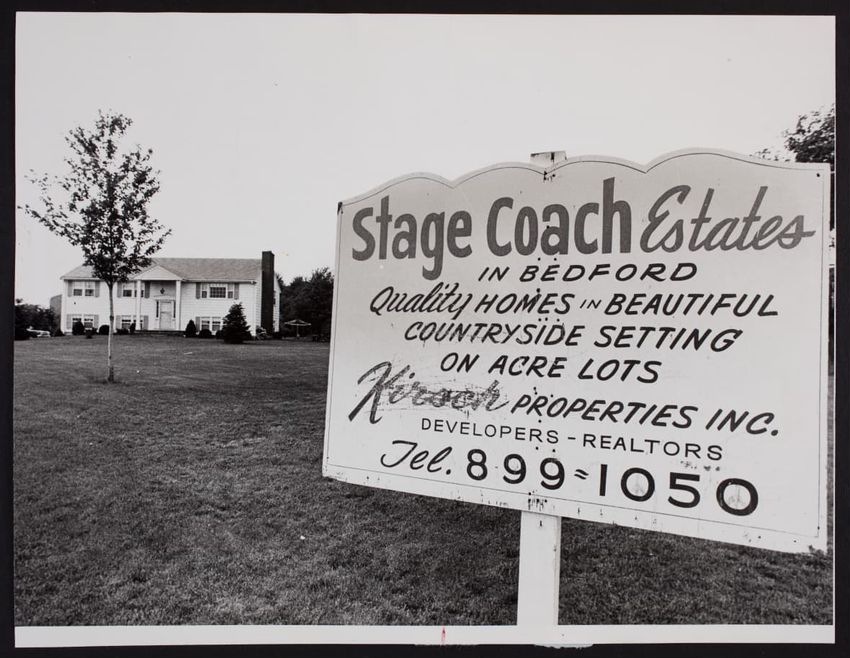 Stage Coach Estates
IN BEDFORD
Quality HOMES IN BEAUTIFUL
COUNTRYSIDE SETTING
ON ACRE LOTS
Kirsch PROPERTIES INC.
DEVELOPERS - REALTORS
Tel. 899-1050